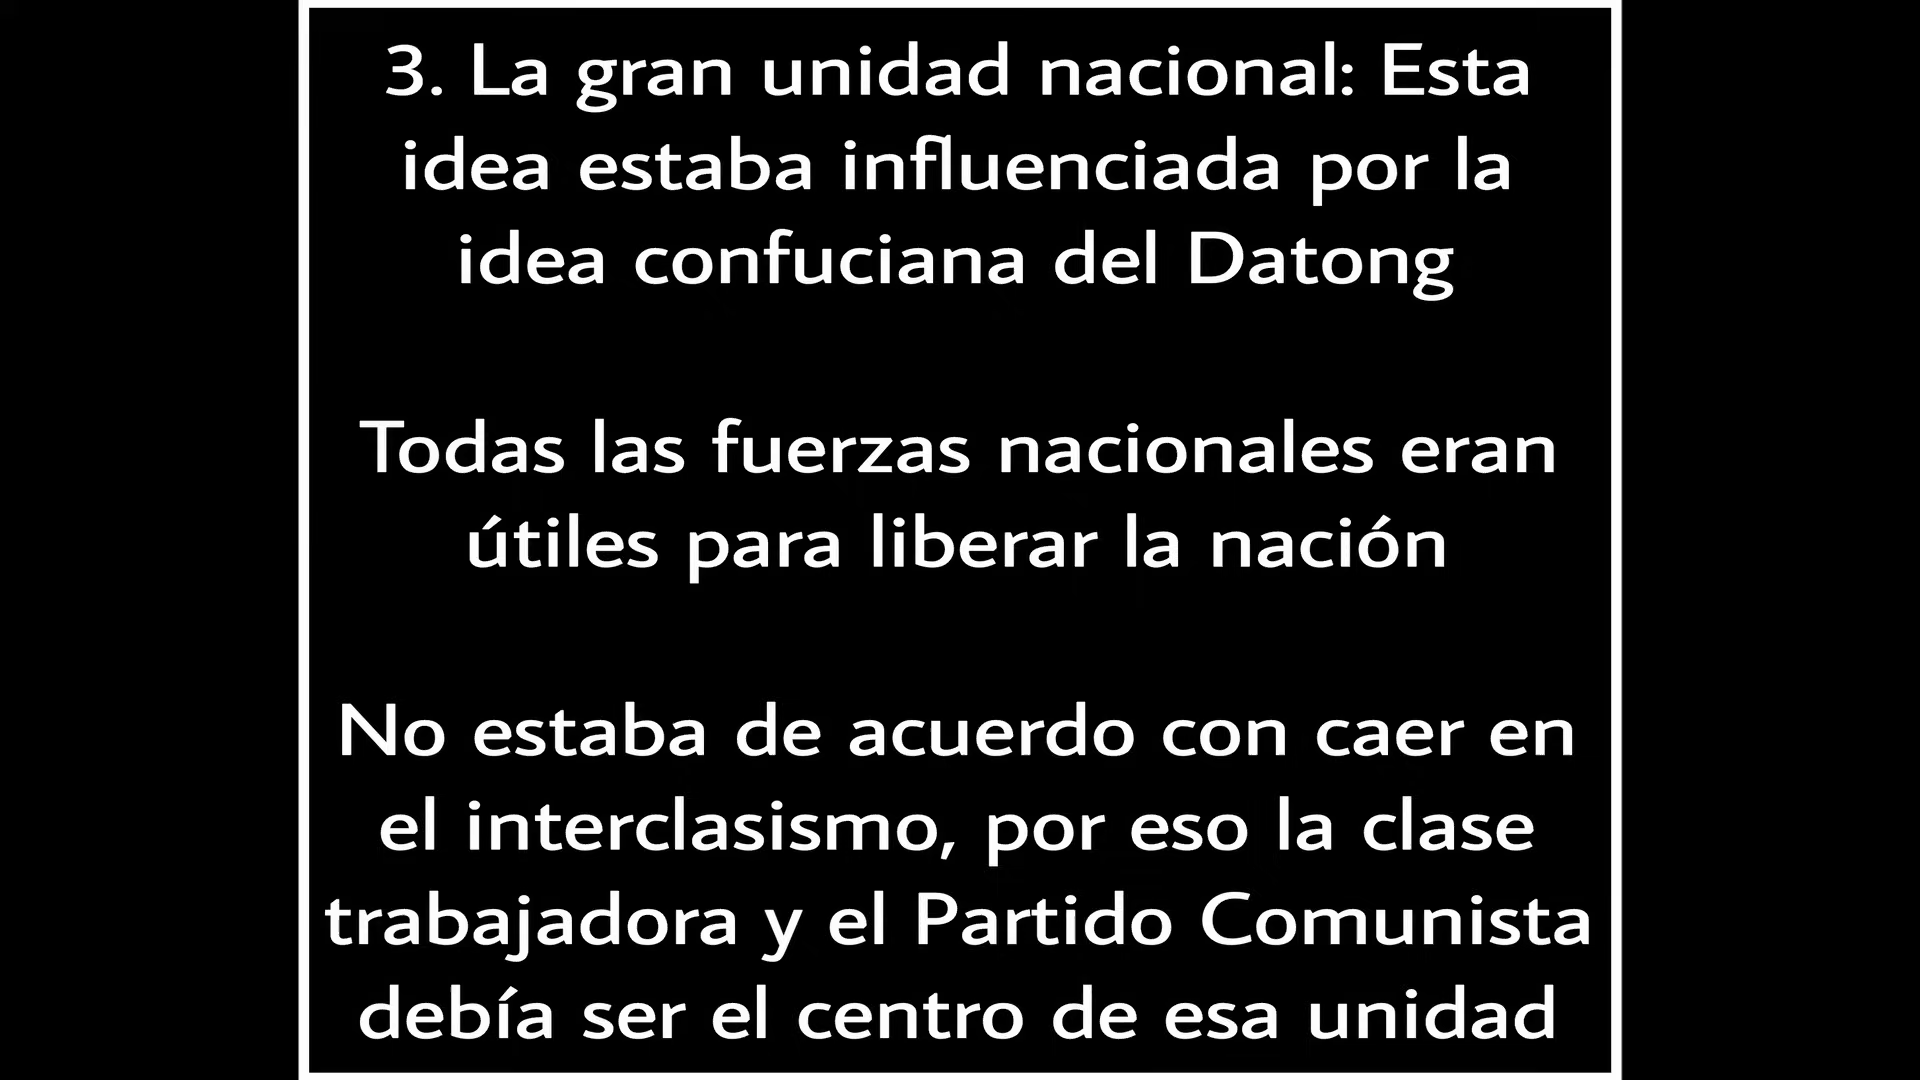 3. La gran unidad nacional: Esta
idea estaba influenciada por la
idea confuciana del Datong
Todas las fuerzas nacionales eran
útiles para liberar la nación
No estaba de acuerdo con caer en
el interclasismo, por eso la clase
trabajadora y el Partido Comunista
debía ser el centro de esa unidad